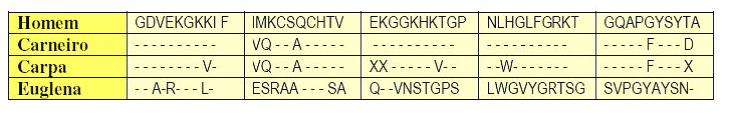 Homem GDVEKGKKI F IMKCSQCHTV EKGGKHKTGP NLHGLFGRKT GQAPGYSYTA
Carneiro - - - - - - - - - - VQ - - A - - - - - - - - - - - - - - - - - - - - - - - - - - - - - - F - - - D
Carpa - - - - - - - - V- VQ - - A - - - - - XX - - - - - V - - - -W- - - - - - - - - - - - F - - - X
Euglena - - A-R- - - L- ESRAA - - - SA Q- -VNSTGPS LWGVYGRTSG SVPGYAYSN-